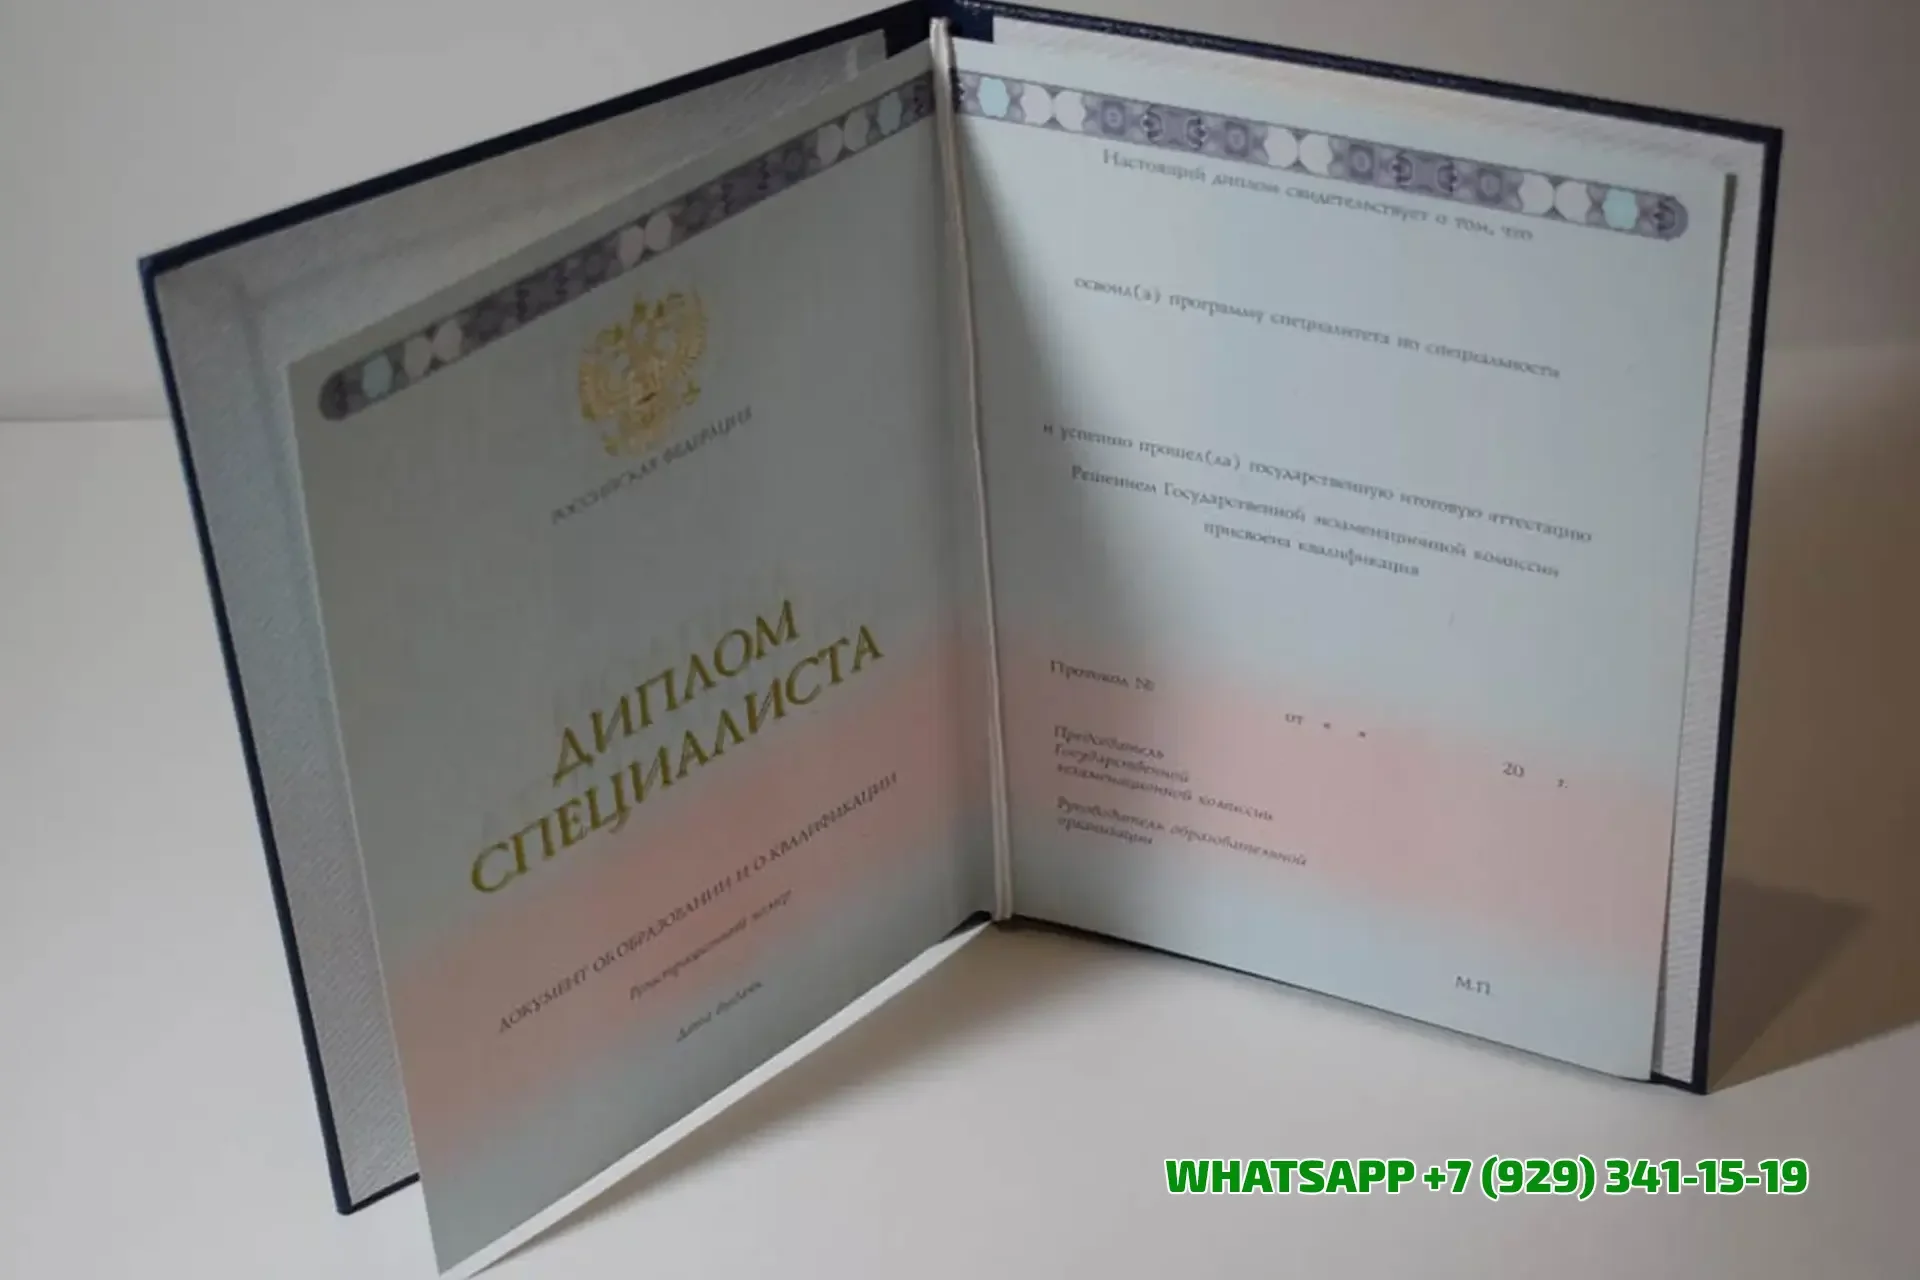 РОССИЙСКАЯ ФЕДЕРАЦИЯ
ДИПЛОМ
СПЕЦИАЛИСТА
ДОКУМЕНТ ОБ ОБРАЗОВАНИИ И О КВАЛИФИКАЦИИ
Регистрационный номер
Дата выдачи
Настоящий диплом свидетельствует о том, что
освоил(а) программу специалитета по специальности
и успешно прошел(ла) государственную итоговую аттестацию
Решением Государственной экзаменационной комиссии
присвоена квалификация
Протокол №
от « » 20 г.
Председатель
Государственной
экзаменационной комиссии
Руководитель образовательной
организации
М.П.
WHATSAPP +7 (929) 341-15-19